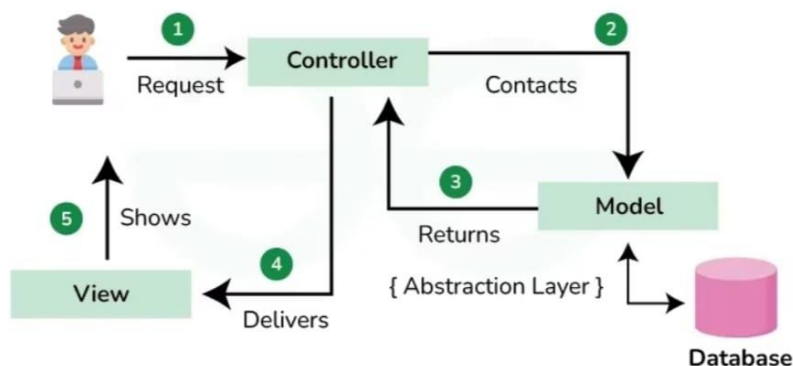 1
2
Controller
Request
Contacts
3
Model
5
Shows
Returns
4
{ Abstraction Layer }
View
Delivers
Database